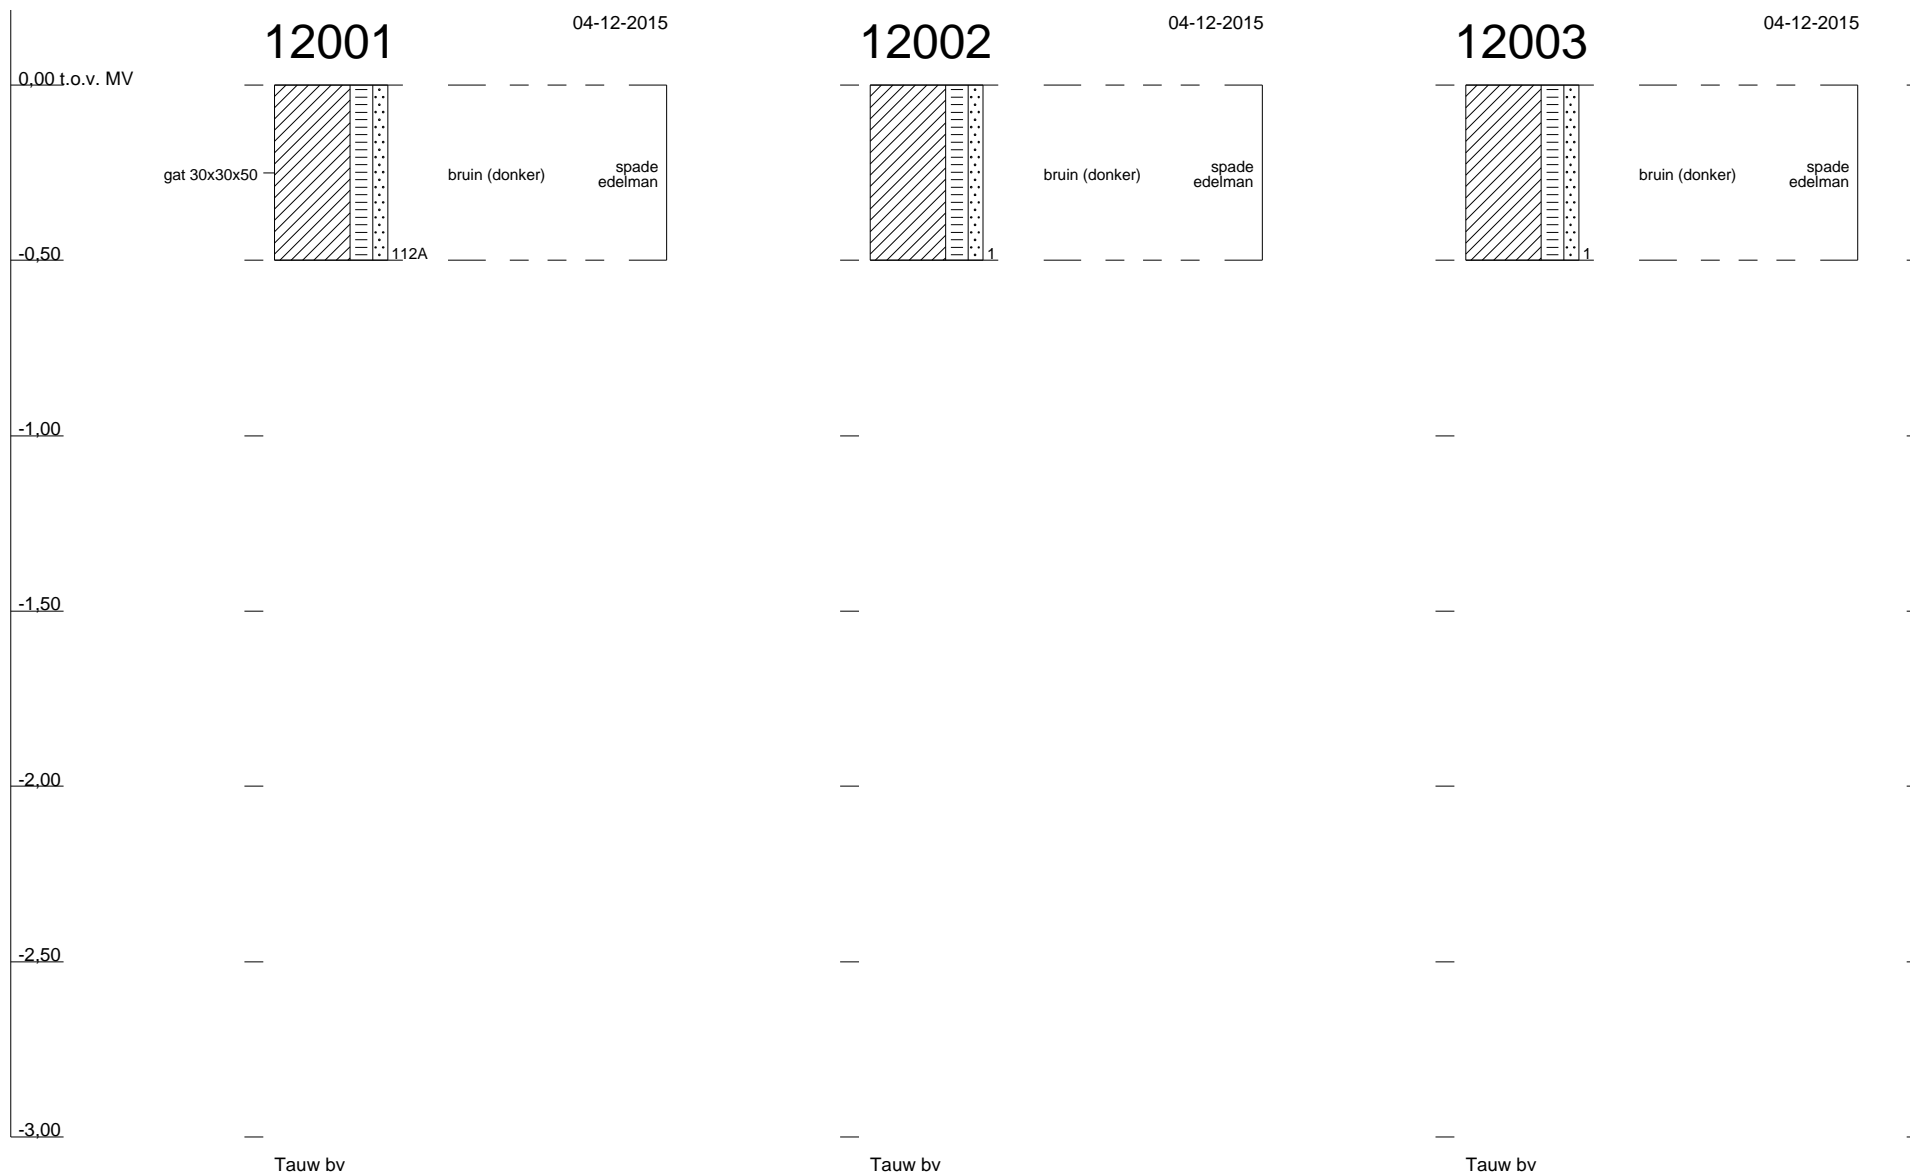 12001
04-12-2015
12002
04-12-2015
12003
04-12-2015
0,00 t.o.v. MV
gat 30x30x50
bruin (donker)
spade
edelman
112A
bruin (donker)
spade
edelman
1
bruin (donker)
spade
edelman
1
-0,50
-1,00
-1,50
-2,00
-2,50
-3,00
Tauw bv
Tauw bv
Tauw bv